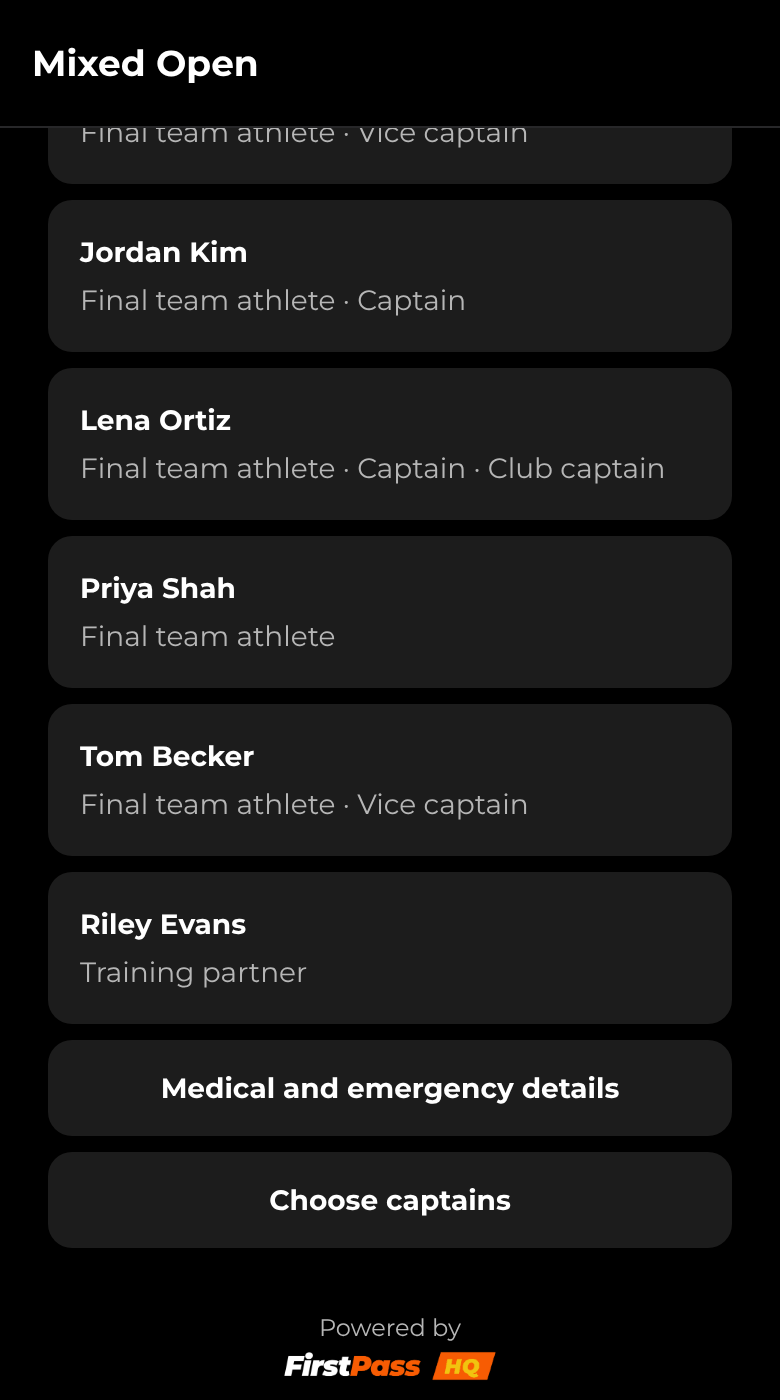 Mixed Open
Final team athlete · Vice captain
Jordan Kim
Final team athlete · Captain
Lena Ortiz
Final team athlete · Captain · Club captain
Priya Shah
Final team athlete
Tom Becker
Final team athlete · Vice captain
Riley Evans
Training partner
Medical and emergency details
Choose captains
Powered by
FirstPass HQ